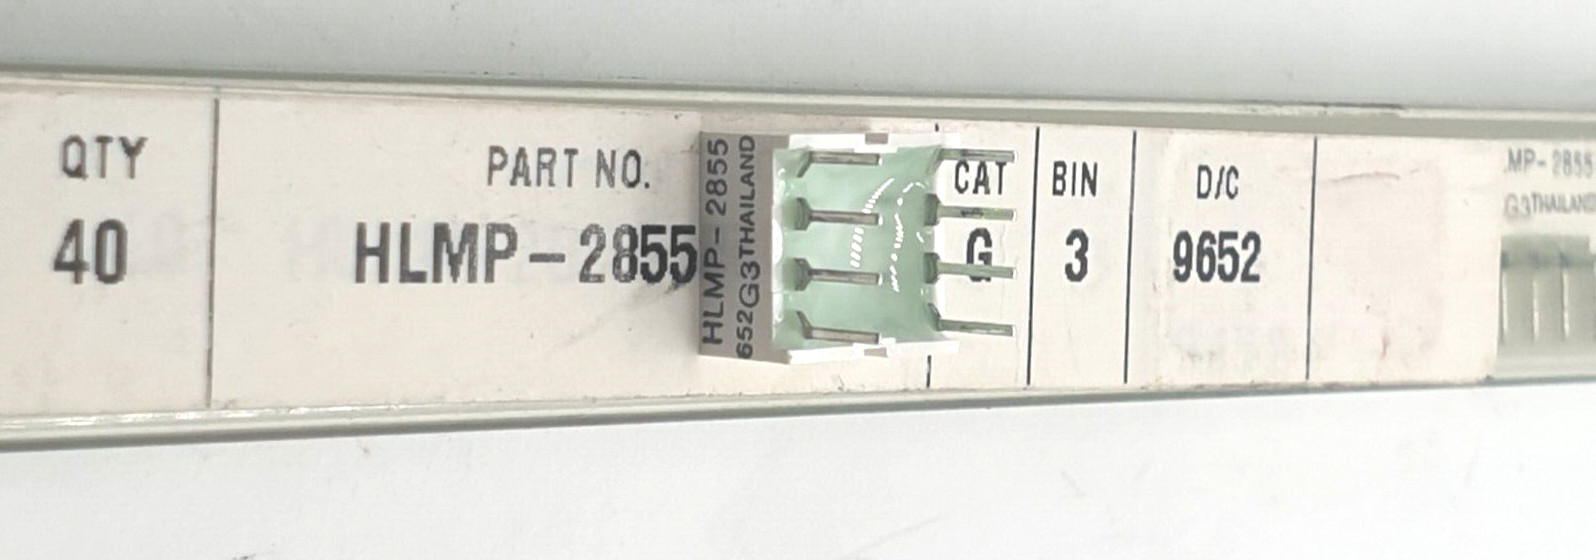 QTY
40
PART NO.
HLMP-2855
HLMP-2855
652G3THAILAND
CAT
G
BIN
3
D/C
9652
MP-2855
G3THAILAND